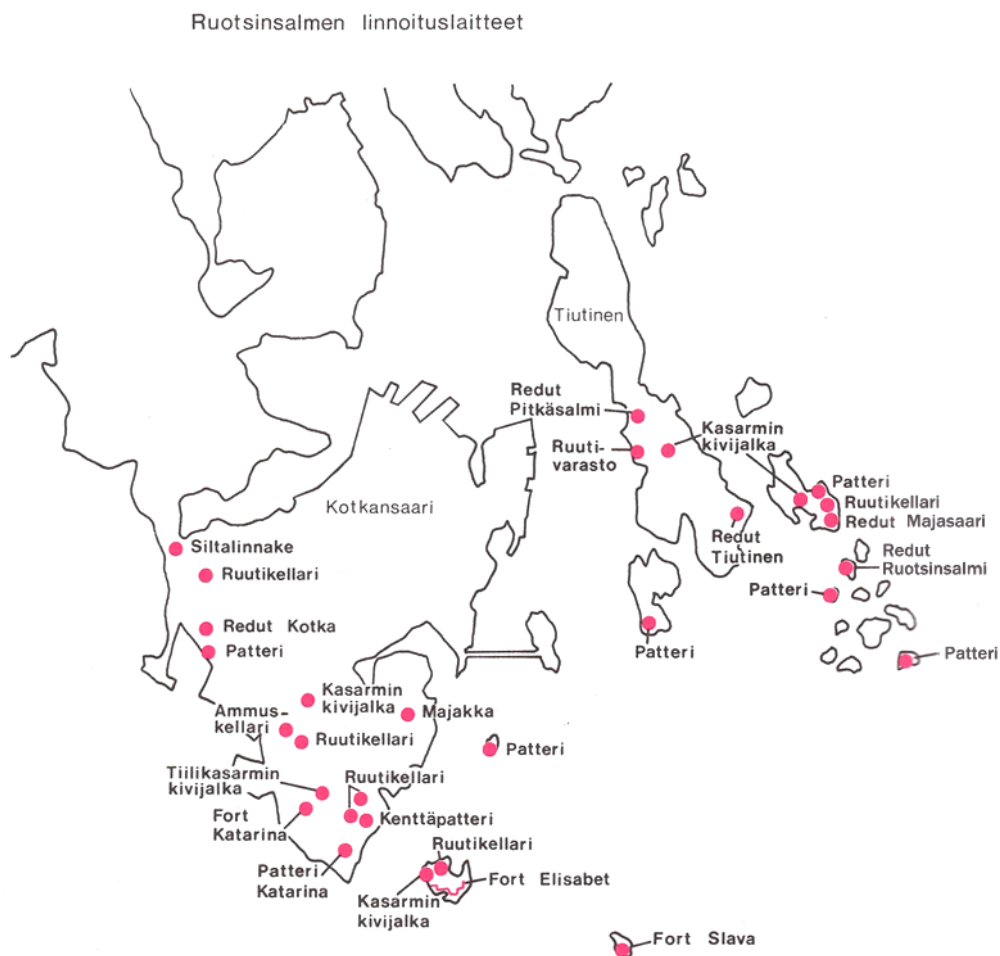 Ruotsinsalmen linnoituslaitteet
Tiutinen
Redut
Pitkäsalmi
Kasarmin
kivijalka
Ruuti-
varasto
Patteri
Ruutikellari
Redut Majasaari
Kotkansaari
Redut
Tiutinen
Redut
Ruotsinsalmi
Siltalinnake
Ruutikellari
Patteri
Redut Kotka
Patteri
Patteri
Patteri
Kasarmin
kivijalka
Majakka
Ammus-
kellari
Ruutikellari
Patteri
Tiilikasarmin
kivijalka
Ruutikellari
Fort
Katarina
Kenttäpatteri
Patteri
Katarina
Ruutikellari
Fort Elisabet
Kasarmin
kivijalka
Fort Slava